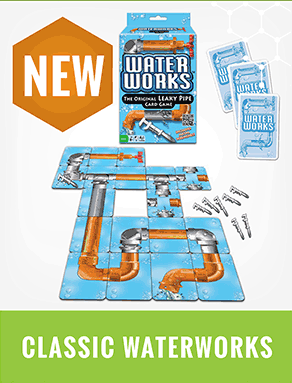 NEW
WATER
WORKS
THE ORIGINAL LEAKY PIPE
CARD GAME
WATER
WORKS
CLASSIC WATERWORKS